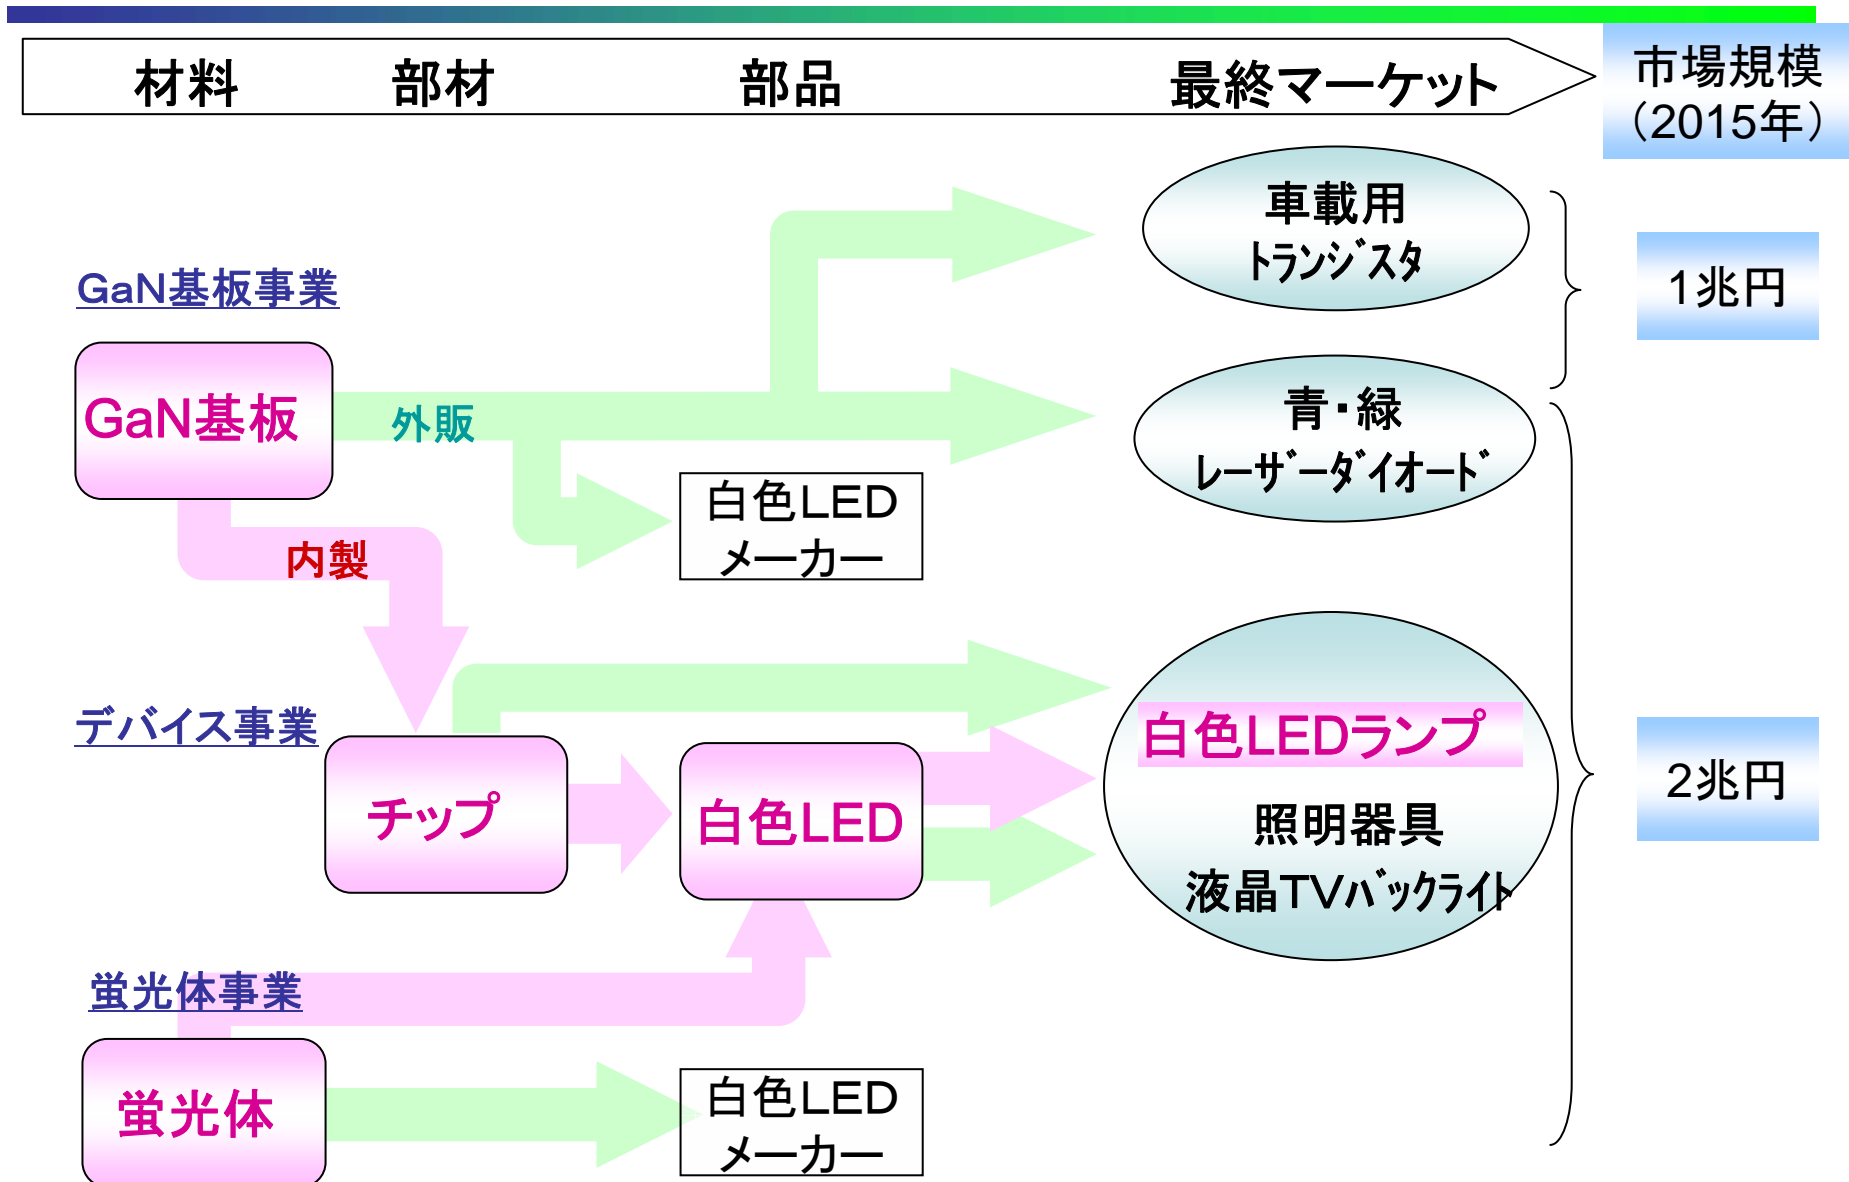 材料 部材 部品 最終マーケット
市場規模
（2015年）
車載用
ﾄﾗﾝｼﾞｽﾀ
GaN基板事業
1兆円
GaN基板
外販
青・緑
ﾚｰｻﾞｰﾀﾞｲｵｰﾄﾞ
白色LED
メーカー
内製
デバイス事業
チップ
白色LED
白色LEDランプ
照明器具
液晶TVﾊﾞｯｸﾗｲﾄ
2兆円
蛍光体事業
蛍光体
白色LED
メーカー